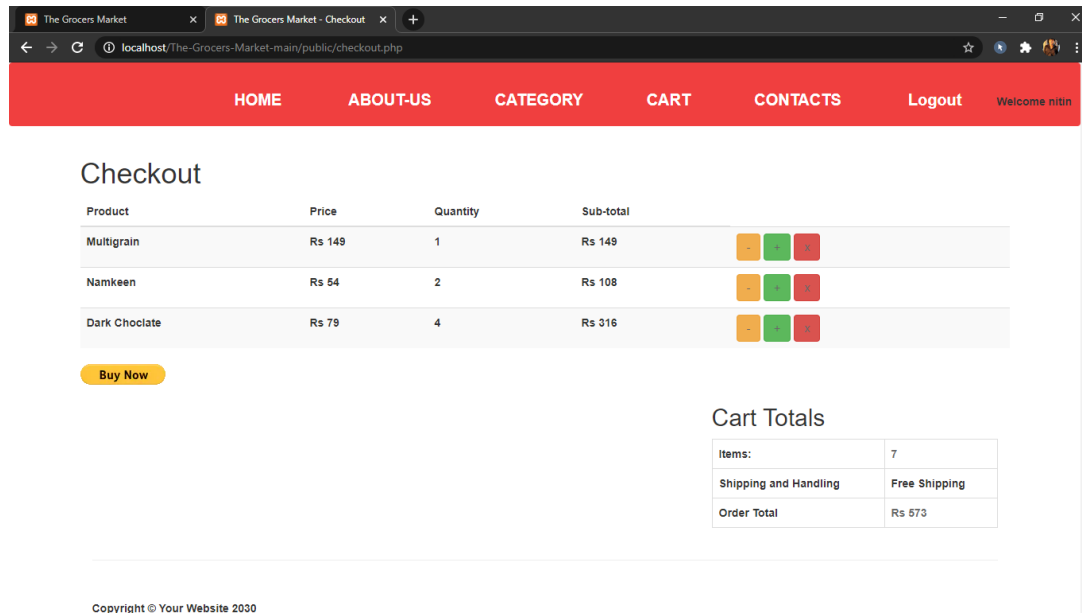 The Grocers Market
The Grocers Market - Checkout
localhost/The-Grocers-Market-main/public/checkout.php
HOME ABOUT-US CATEGORY CART CONTACTS Logout Welcome nitin
Checkout
Product Price Quantity Sub-total
Multigrain Rs 149 1 Rs 149 - + x
Namkeen Rs 54 2 Rs 108 - + x
Dark Choclate Rs 79 4 Rs 316 - + x
Buy Now
Cart Totals
Items: 7
Shipping and Handling Free Shipping
Order Total Rs 573
Copyright © Your Website 2030